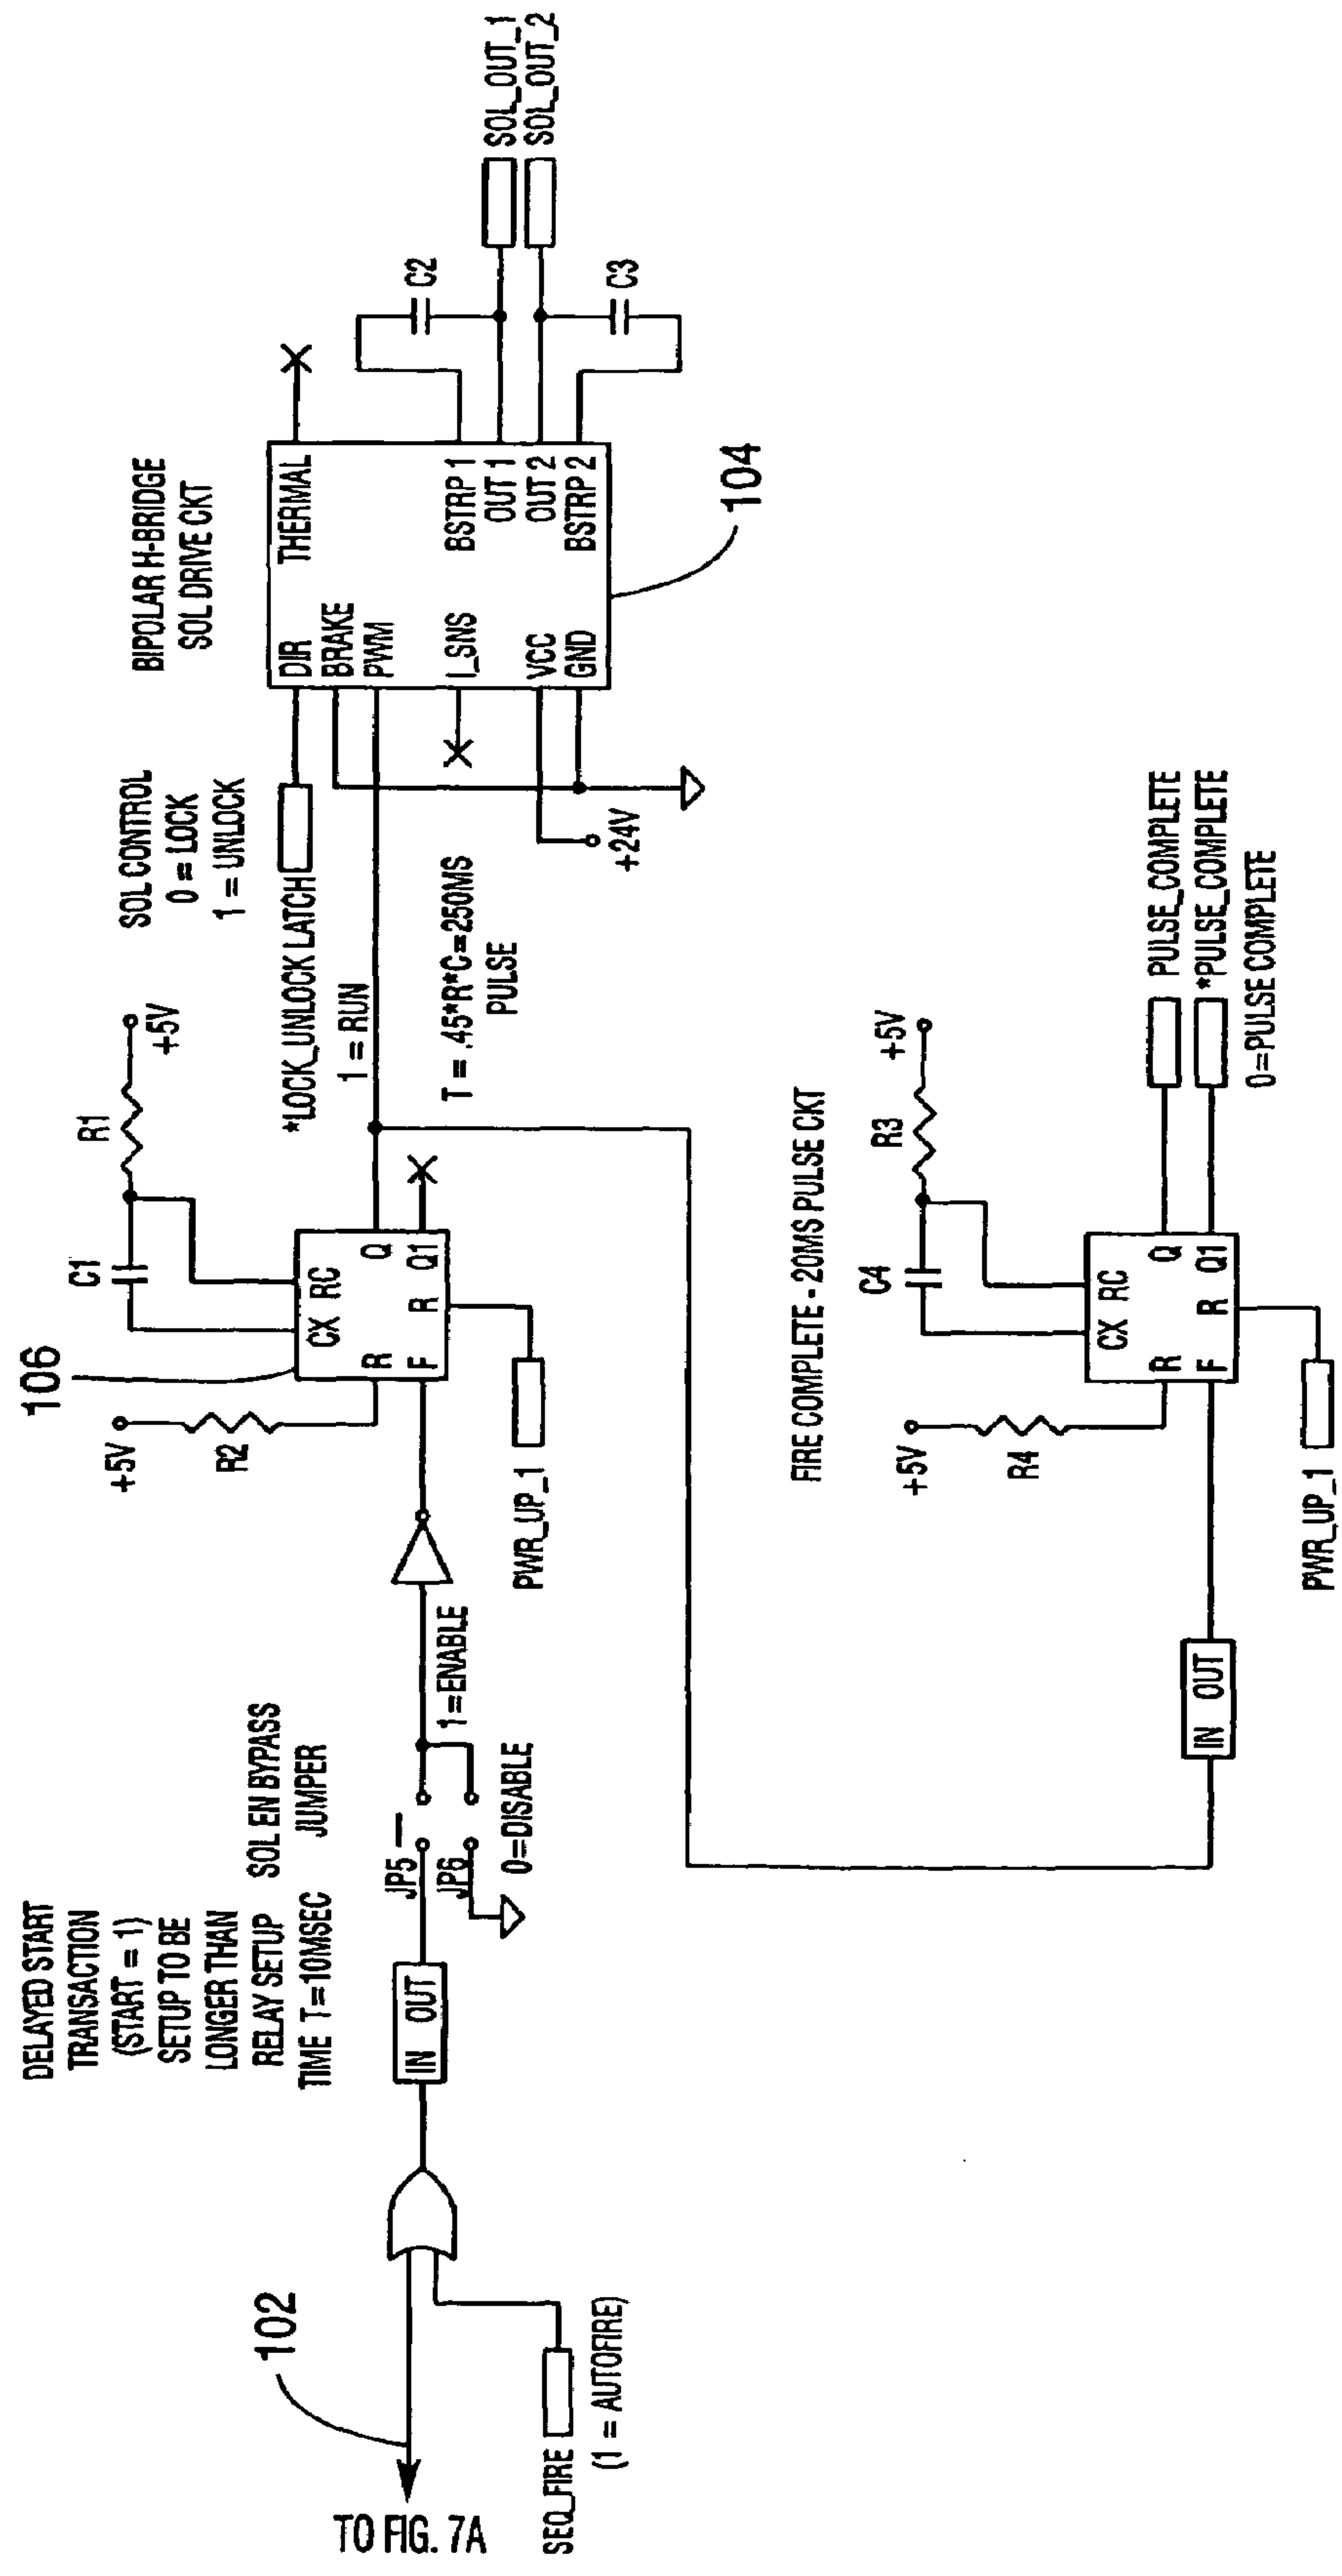 DELAYED START
TRANSACTION
(START = 1)
SETUP TO BE
LONGER THAN
RELAY SETUP
TIME T=10MSEC
SOL EN BYPASS
JUMPER
106
+5V
R2
C1
R1
+5V
CX RC
R
F
R
Q
Q1
SOL CONTROL
0 = LOCK
1 = UNLOCK
*LOCK_UNLOCK LATCH
1 = RUN
T = .45*R*C=250MS
PULSE
BIPOLAR H-BRIDGE
SOL DRIVE CKT
DIR
BRAKE
PWM
I_SNS
VCC
GND
THERMAL
BSTRP 1
OUT 1
OUT 2
BSTRP 2
+24V
104
C2
C3
SOL_OUT_1
SOL_OUT_2
102
TO FIG. 7A
SEQ_FIRE
(1 = AUTOFIRE)
IN OUT
JP5
JP6
0=DISABLE
1=ENABLE
PWR_UP_1
FIRE COMPLETE - 20MS PULSE CKT
+5V
R4
C4
R3
+5V
CX RC
R
F
R
Q
Q1
IN OUT
PWR_UP_1
PULSE_COMPLETE
*PULSE_COMPLETE
0=PULSE COMPLETE